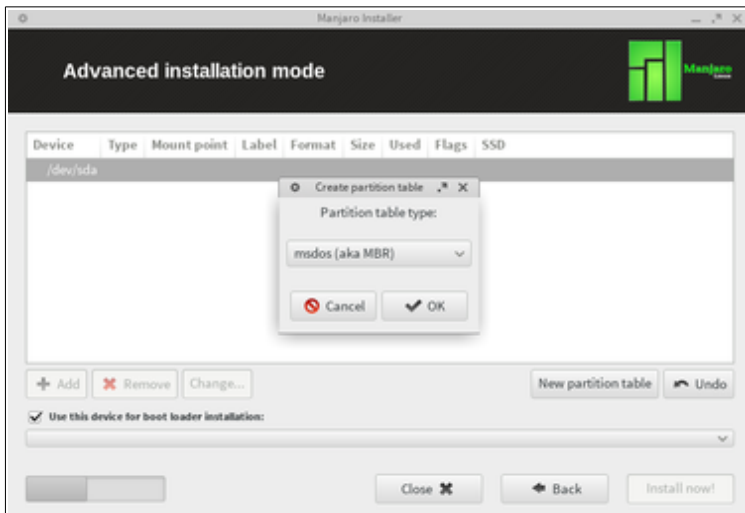 Manjaro Installer
Advanced installation mode
Manjaro
Device Type Mount point Label Format Size Used Flags SSD
/dev/sda
Create partition table
Partition table type:
msdos (aka MBR)
Cancel OK
Add Remove Change... New partition table Undo
Use this device for boot loader installation:
Close Back Install now!